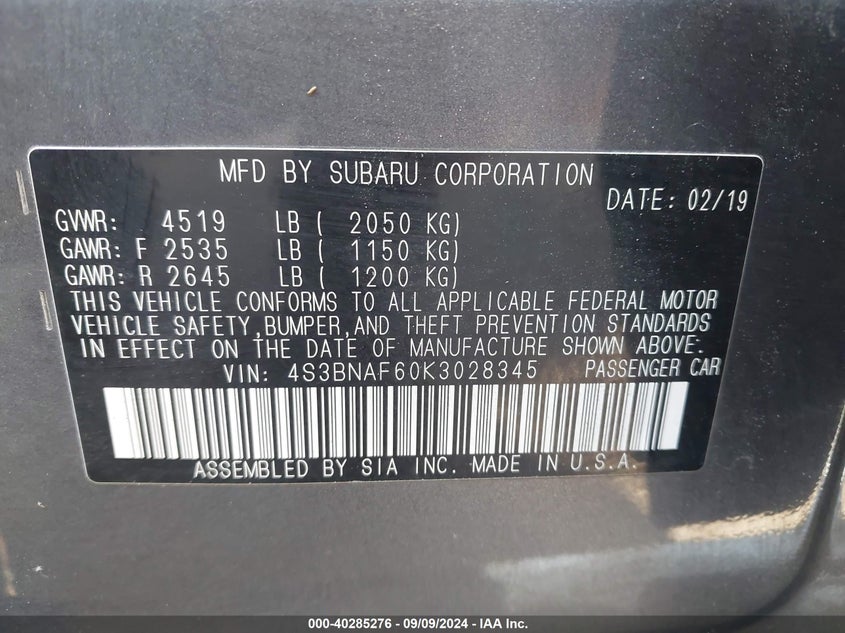 MFD BY SUBARU CORPORATION
DATE: 02/19
GVWR: 4519 LB ( 2050 KG)
GAWR: F 2535 LB ( 1150 KG)
GAWR: R 2645 LB ( 1200 KG)
THIS VEHICLE CONFORMS TO ALL APPLICABLE FEDERAL MOTOR
VEHICLE SAFETY,BUMPER,AND THEFT PREVENTION STANDARDS
IN EFFECT ON THE DATE OF MANUFACTURE SHOWN ABOVE.
VIN: 4S3BNAF60K3028345 PASSENGER CAR
ASSEMBLED BY SIA INC. MADE IN U.S.A.
000-40285276 - 09/09/2024 - IAA Inc.